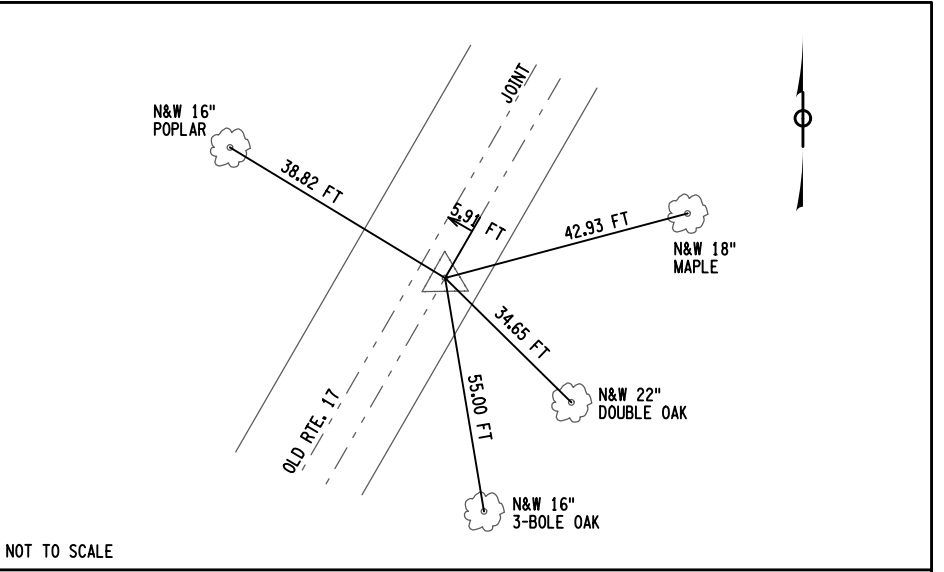 JOINT
N&W 16"
POPLAR
38.82 FT
5.91 FT
42.93 FT
N&W 18"
MAPLE
34.65 FT
55.00 FT
N&W 22"
DOUBLE OAK
OLD RTE. 17
N&W 16"
3-BOLE OAK
NOT TO SCALE